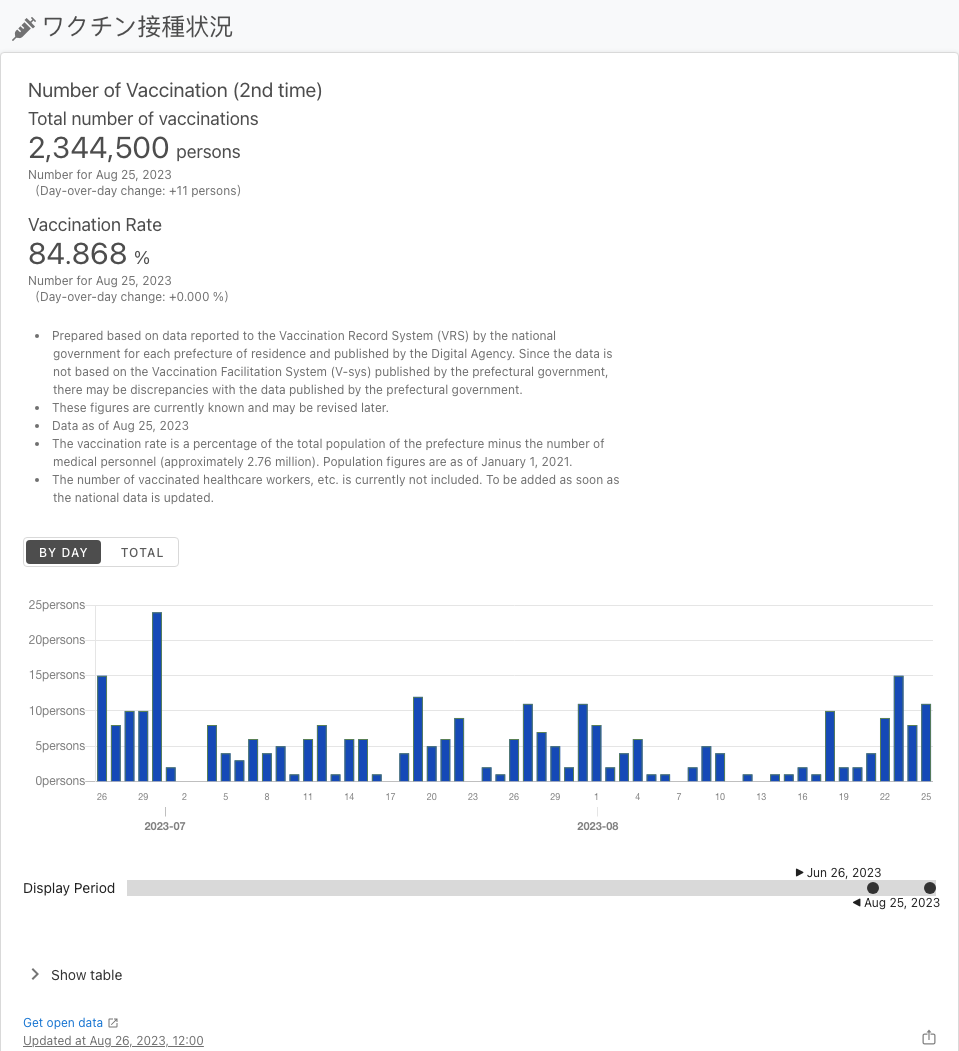 ワクチン接種状況
Number of Vaccination (2nd time)
Total number of vaccinations
2,344,500 persons
Number for Aug 25, 2023
(Day-over-day change: +11 persons)
Vaccination Rate
84.868 %
Number for Aug 25, 2023
(Day-over-day change: +0.000 %)
• Prepared based on data reported to the Vaccination Record System (VRS) by the national
government for each prefecture of residence and published by the Digital Agency. Since the data is
not based on the Vaccination Facilitation System (V-sys) published by the prefectural government,
there may be discrepancies with the data published by the prefectural government.
• These figures are currently known and may be revised later.
• Data as of Aug 25, 2023
• The vaccination rate is a percentage of the total population of the prefecture minus the number of
medical personnel (approximately 2.76 million). Population figures are as of January 1, 2021.
• The number of vaccinated healthcare workers, etc. is currently not included. To be added as soon as
the national data is updated.
BY DAY TOTAL
25persons
20persons
15persons
10persons
5persons
0persons
26 29 2 5 8 11 14 17 20 23 26 29 1 4 7 10 13 16 19 22 25
2023-07 2023-08
▶ Jun 26, 2023
Display Period
◀ Aug 25, 2023
Show table
Get open data
Updated at Aug 26, 2023, 12:00